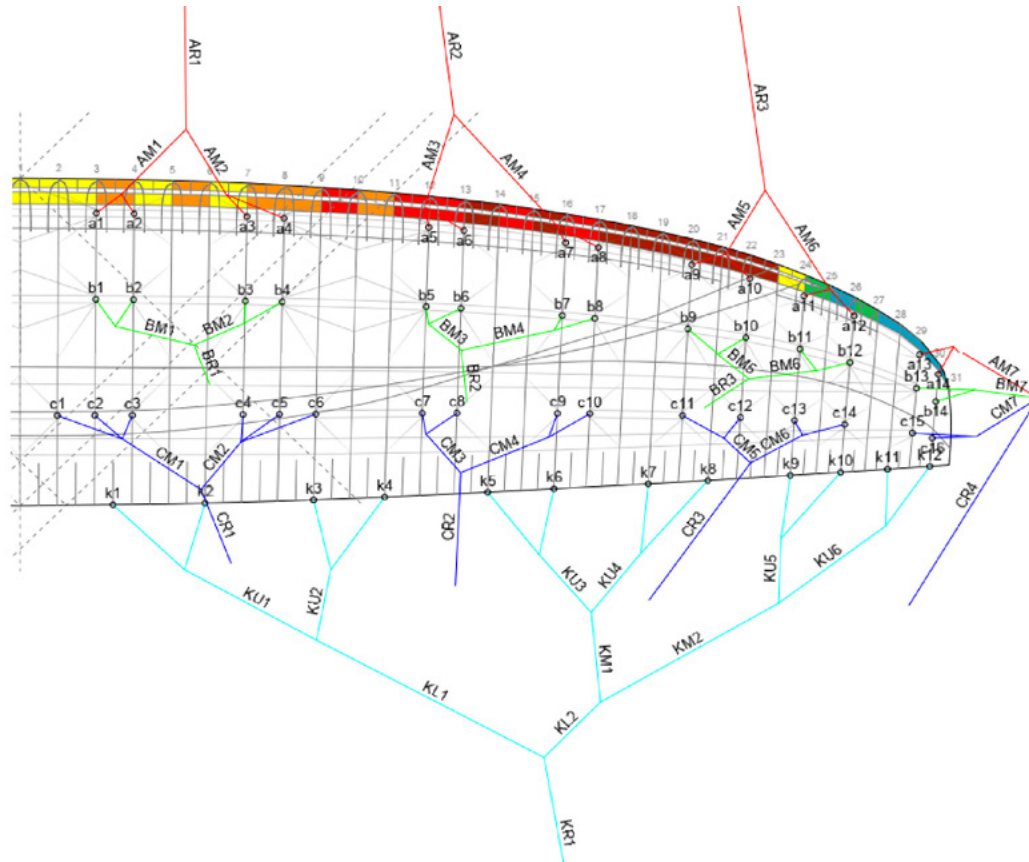 AR1
AR2
AR3
AM1
AM2
AM3
AM4
AM5
AM6
1 2 3 4 5 6 7 8 9 10 11 12 13 14 15 16 17 18 19 20 21 22 23 24 25 26 27 28 29 30 31
a1 a2 a3 a4 a5 a6 a7 a8 a9 a10 a11 a12 a13 a14
AM7
b1 b2 b3 b4 b5 b6 b7 b8 b9 b10 b11 b12 b13 b14
BM1 BM2 BM3 BM4 BM5 BM6 BM7
BR1 BR2 BR3
c1 c2 c3 c4 c5 c6 c7 c8 c9 c10 c11 c12 c13 c14 c15 c16
CM1 CM2 CM3 CM4 CM5 CM6 CM7
k1 k2 k3 k4 k5 k6 k7 k8 k9 k10 k11 k12
CR1 CR2 CR3 CR4
KU1 KU2 KU3 KU4 KU5 KU6
KM1 KM2
KL1 KL2
KR1